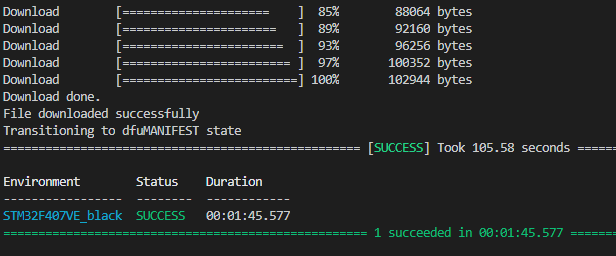 Download [===================== ] 85% 88064 bytes
Download [====================== ] 89% 92160 bytes
Download [======================= ] 93% 96256 bytes
Download [======================== ] 97% 100352 bytes
Download [=========================] 100% 102944 bytes
Download done.
File downloaded successfully
Transitioning to dfuMANIFEST state
=================================================== [SUCCESS] Took 105.58 seconds ======
Environment Status Duration
----------------- -------- ------------
STM32F407VE_black SUCCESS 00:01:45.577
==================================================== 1 succeeded in 00:01:45.577 =======